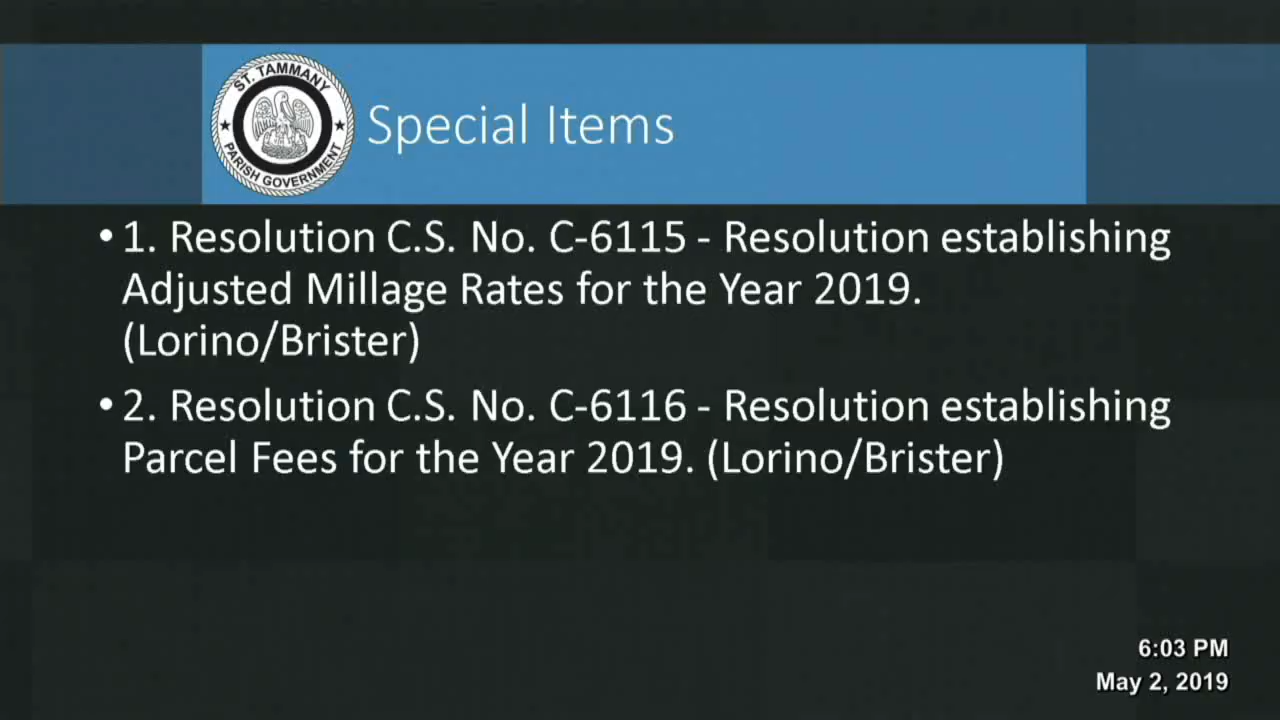 ST. TAMMANY
PARISH GOVERNMENT
Special Items
• 1. Resolution C.S. No. C-6115 - Resolution establishing
Adjusted Millage Rates for the Year 2019.
(Lorino/Brister)
• 2. Resolution C.S. No. C-6116 - Resolution establishing
Parcel Fees for the Year 2019. (Lorino/Brister)
6:03 PM
May 2, 2019